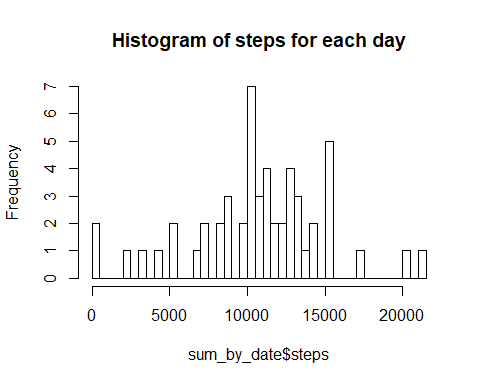 Histogram of steps for each day
Frequency
7
6
5
4
3
2
1
0
0 5000 10000 15000 20000
sum_by_date$steps